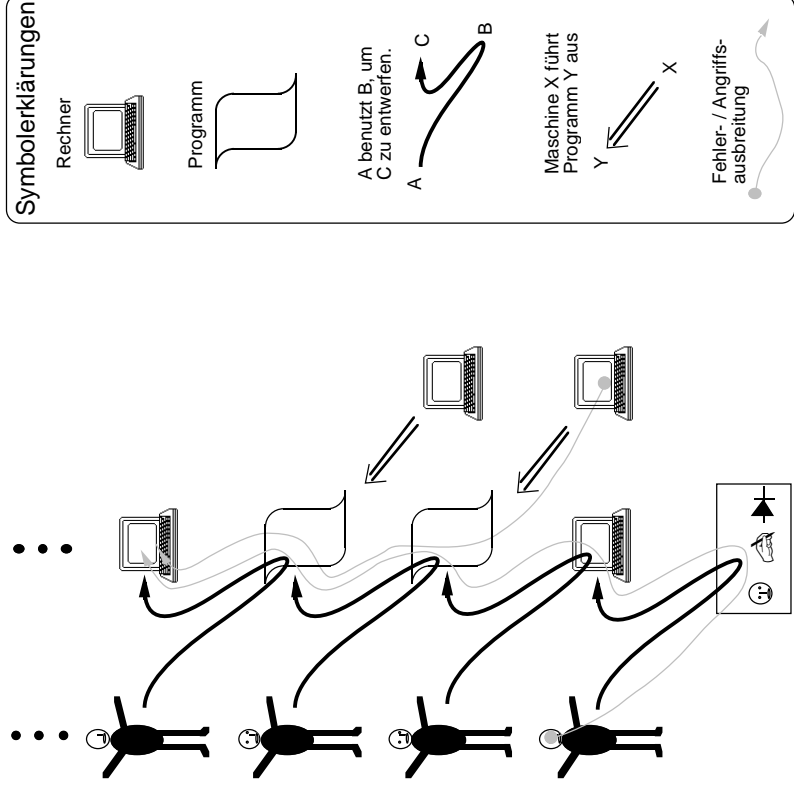 Symbolerklärungen
Rechner
Programm
A benutzt B, um
C zu entwerfen.
A
B
C
Maschine X führt
Programm Y aus
Y
X
Fehler- / Angriffs-
ausbreitung